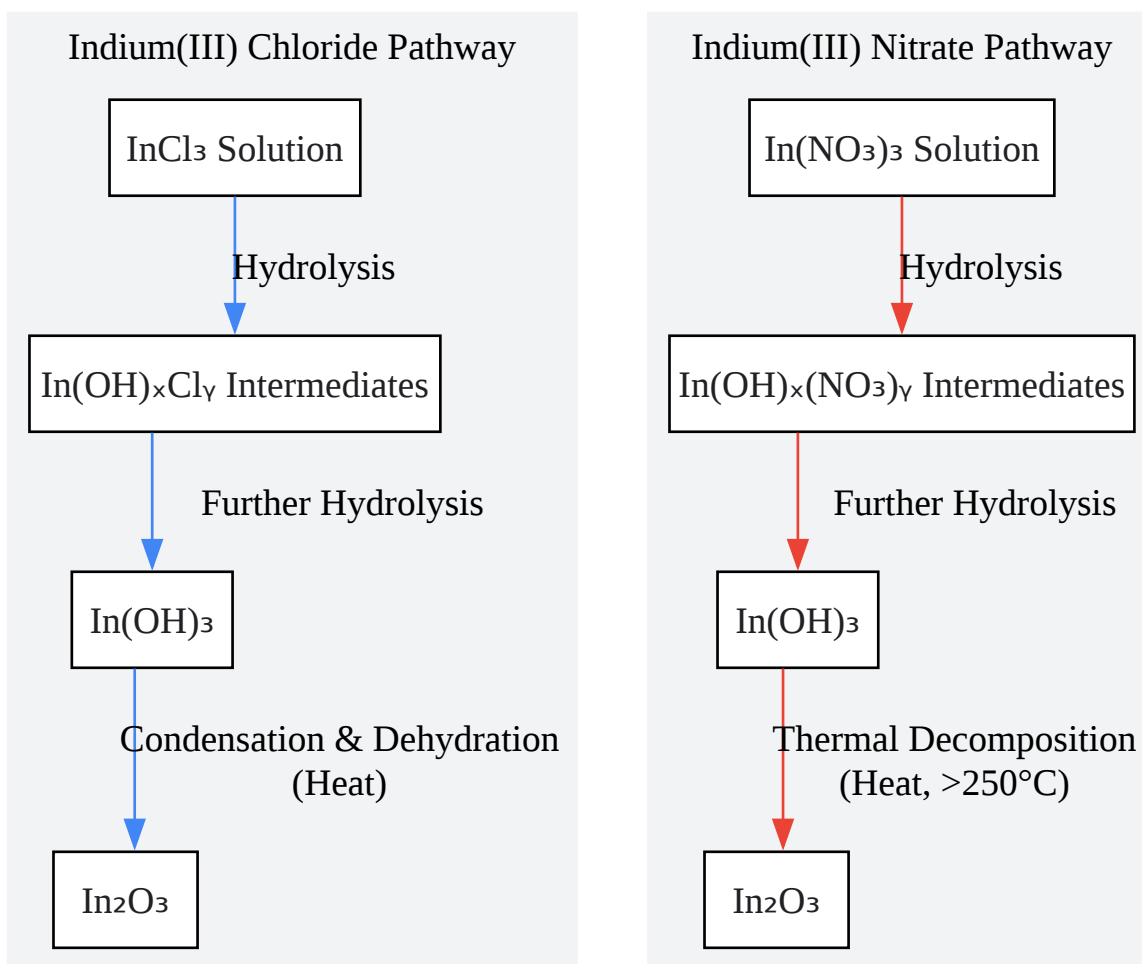 Indium(III) Chloride Pathway
InCl₃ Solution
Hydrolysis
In(OH)ₓClᵧ Intermediates
Further Hydrolysis
In(OH)₃
Condensation & Dehydration
(Heat)
In₂O₃
Indium(III) Nitrate Pathway
In(NO₃)₃ Solution
Hydrolysis
In(OH)ₓ(NO₃)ᵧ Intermediates
Further Hydrolysis
In(OH)₃
Thermal Decomposition
(Heat, >250°C)
In₂O₃